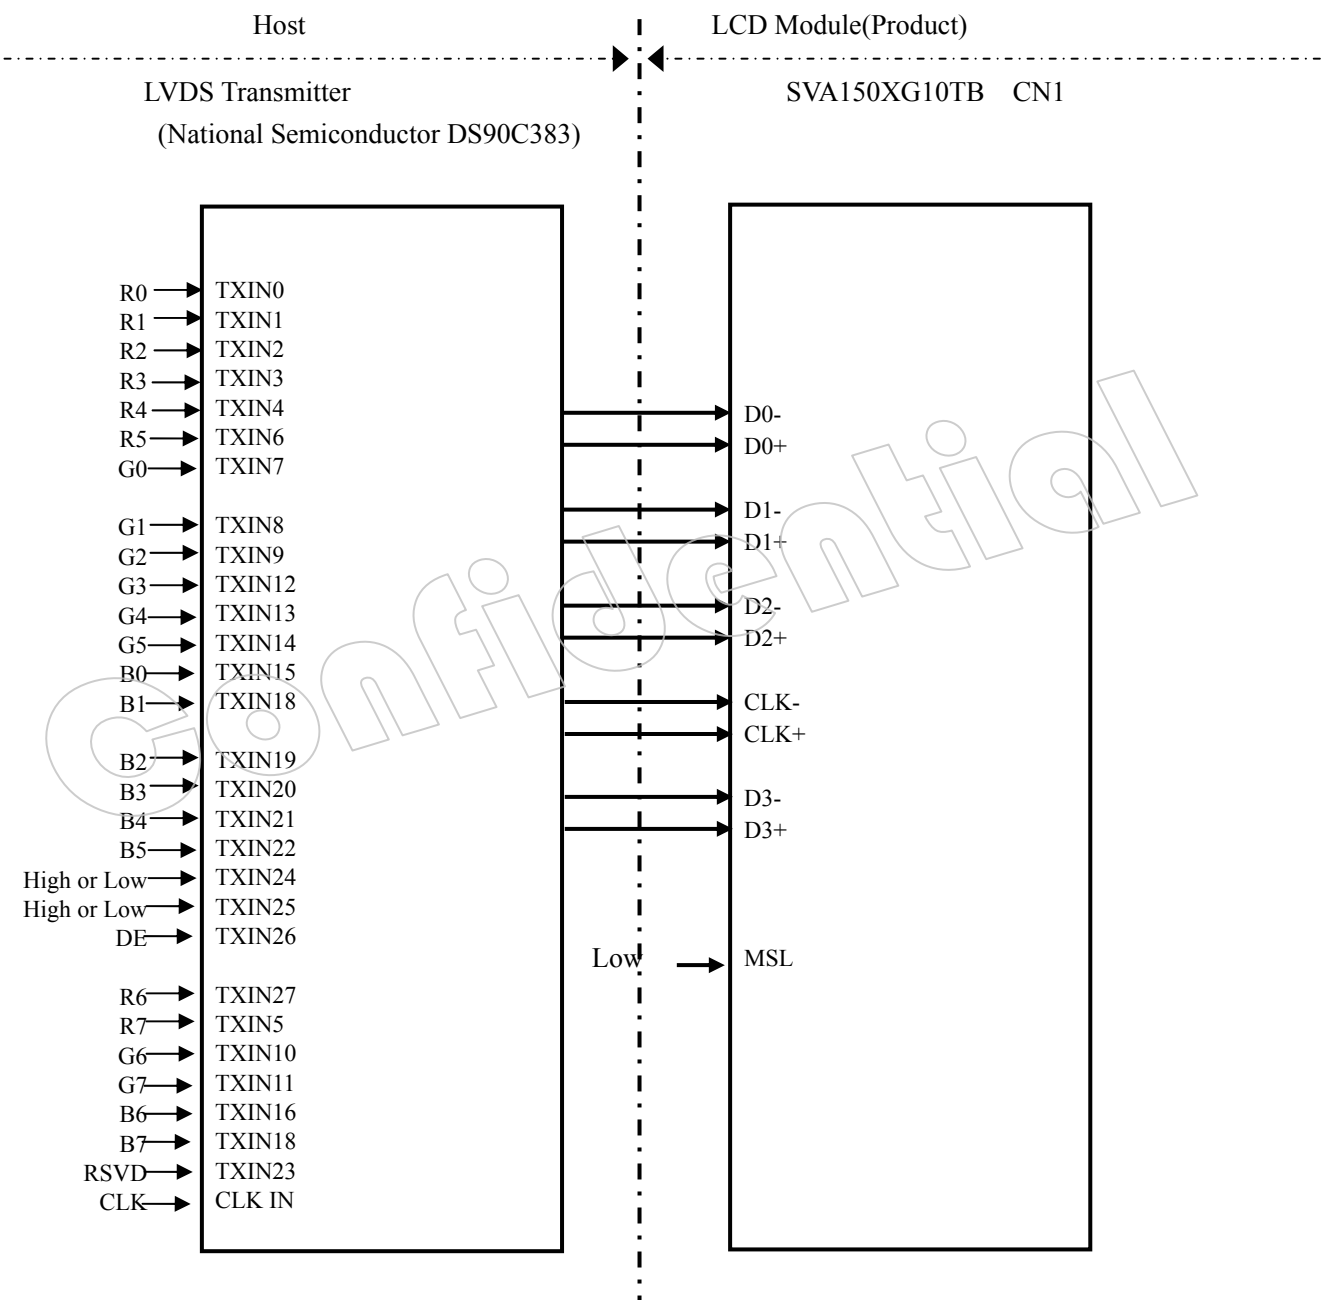 Host
LCD Module(Product)
LVDS Transmitter
(National Semiconductor DS90C383)
SVA150XG10TB CN1
R0 TXIN0
R1 TXIN1
R2 TXIN2
R3 TXIN3
R4 TXIN4
R5 TXIN6
G0 TXIN7
G1 TXIN8
G2 TXIN9
G3 TXIN12
G4 TXIN13
G5 TXIN14
B0 TXIN15
B1 TXIN18
B2 TXIN19
B3 TXIN20
B4 TXIN21
B5 TXIN22
High or Low TXIN24
High or Low TXIN25
DE TXIN26
R6 TXIN27
R7 TXIN5
G6 TXIN10
G7 TXIN11
B6 TXIN16
B7 TXIN18
RSVD TXIN23
CLK CLK IN
D0-
D0+
D1-
D1+
D2-
D2+
CLK-
CLK+
D3-
D3+
Low MSL
Confidential